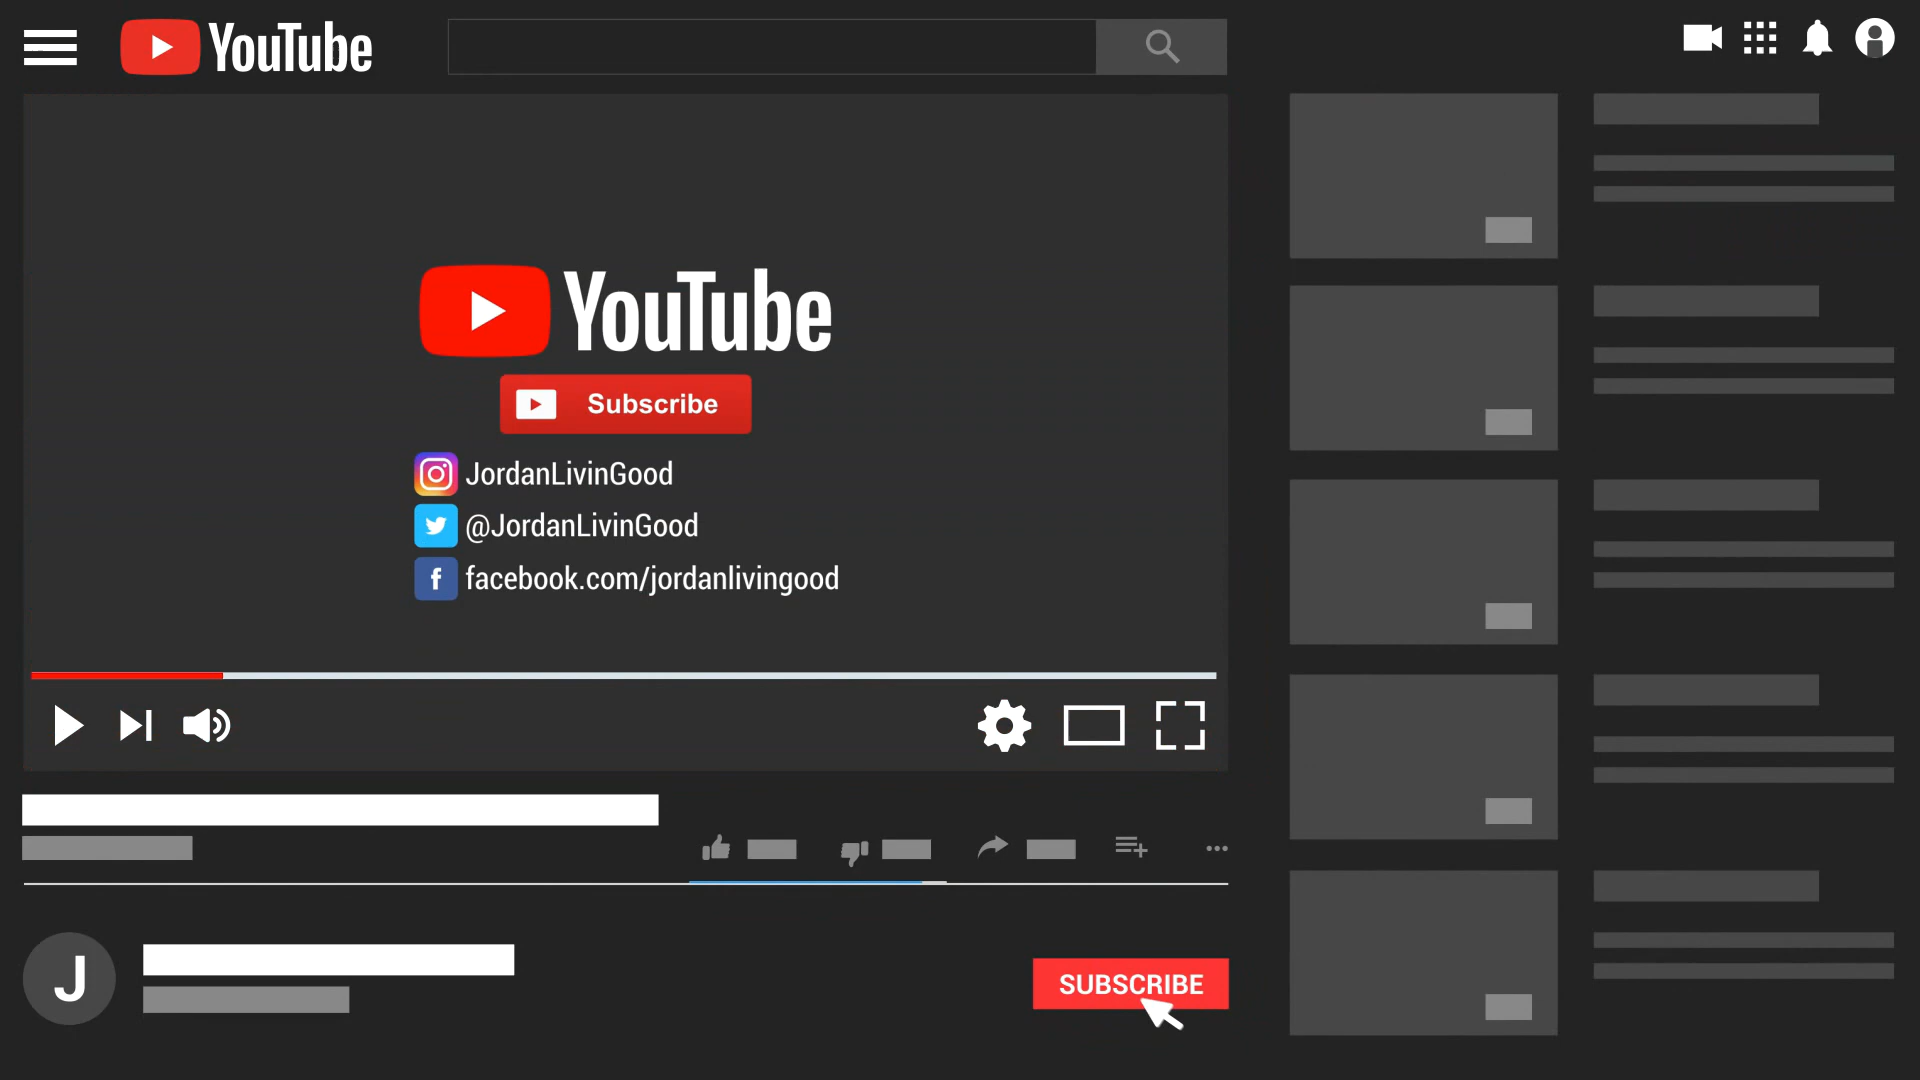 YouTube
YouTube
Subscribe
JordanLivinGood
@JordanLivinGood
facebook.com/jordanlivingood
J
SUBSCRIBE